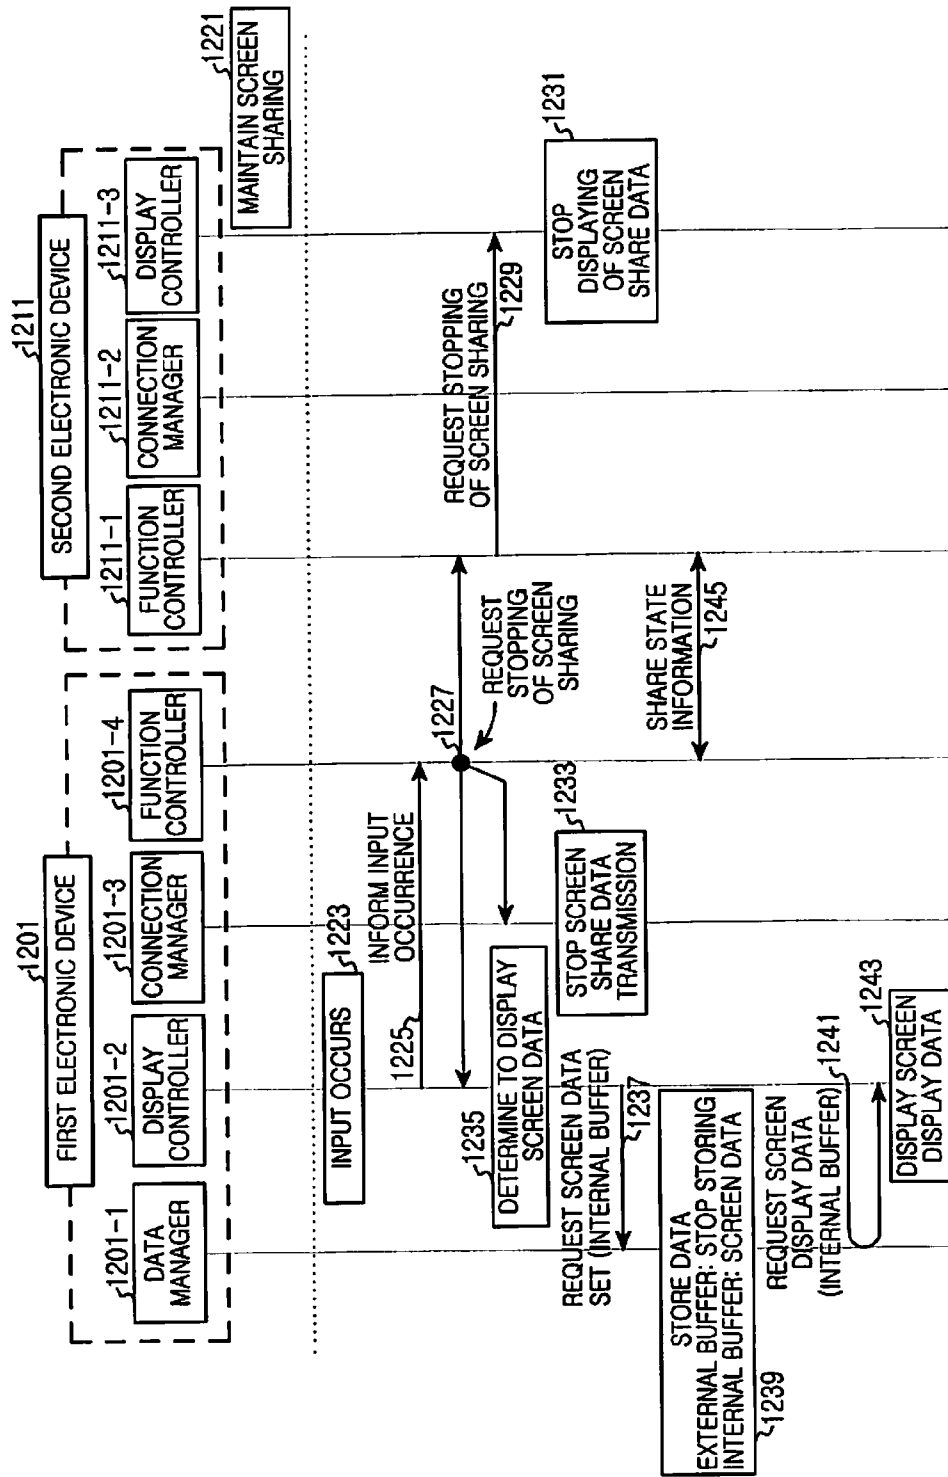 1201
FIRST ELECTRONIC DEVICE
1201-1
DATA
MANAGER
1201-2
DISPLAY
CONTROLLER
1201-3
CONNECTION
MANAGER
1201-4
FUNCTION
CONTROLLER
1211
SECOND ELECTRONIC DEVICE
1211-1
FUNCTION
CONTROLLER
1211-2
CONNECTION
MANAGER
1211-3
DISPLAY
CONTROLLER
1221
MAINTAIN SCREEN
SHARING
1223
INPUT OCCURS
1225
INFORM INPUT
OCCURRENCE
1227
REQUEST
STOPPING
OF SCREEN
SHARING
REQUEST STOPPING
OF SCREEN SHARING
1229
1231
STOP
DISPLAYING
OF SCREEN
SHARE DATA
1233
STOP SCREEN
SHARE DATA
TRANSMISSION
1235
DETERMINE TO DISPLAY
SCREEN DATA
REQUEST SCREEN DATA
SET (INTERNAL BUFFER)
1237
STORE DATA
EXTERNAL BUFFER: STOP STORING
INTERNAL BUFFER: SCREEN DATA
1239
REQUEST SCREEN
DISPLAY DATA
(INTERNAL BUFFER)
1241
1243
DISPLAY SCREEN
DISPLAY DATA
SHARE STATE
INFORMATION
1245